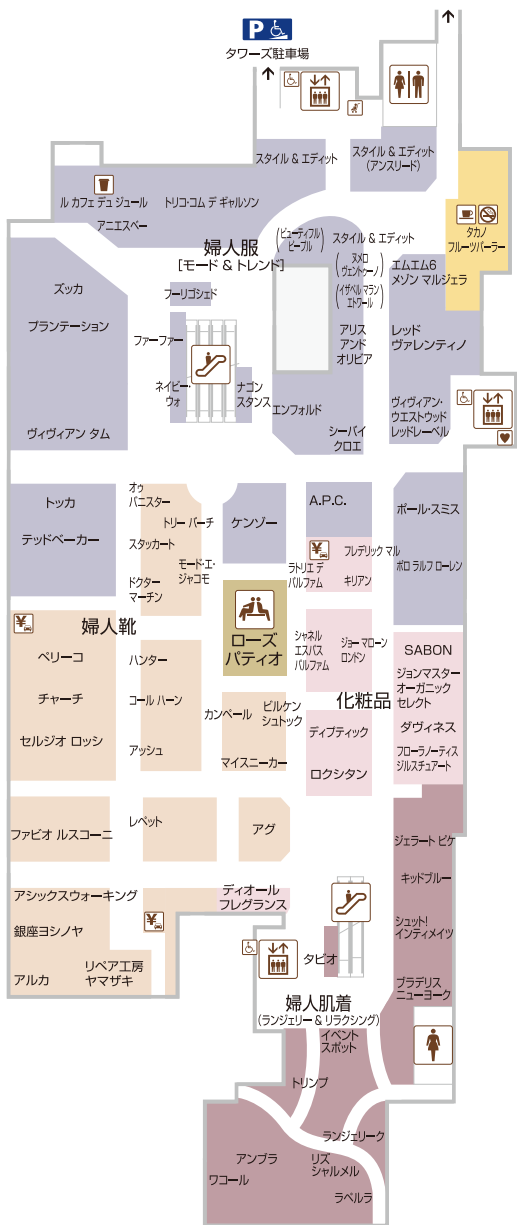 P
タワーズ駐車場
スタイル & エディット
スタイル & エディット
(アンスリード)
ル カフェ デュ ジュール
トリコ・コム デ ギャルソン
アニエスベー
タカノ
フルーツパーラー
婦人服
[モード & トレンド]
(ビューティフル
ピープル)
スタイル & エディット
(ヌメロ
ヴェントゥーノ)
(イザベル マラン
エトワール)
エムエム6
メゾン マルジェラ
ズッカ
プランテーション
フーリゴシェド
ファーファー
アリス
アンド
オリビア
レッド
ヴァレンティノ
ネイビー・
ウォ
ナゴン
スタンス
エンフォルド
シーバイ
クロエ
ヴィヴィアン・
ウエストウッド
レッドレーベル
ヴィヴィアン タム
トッカ
テッドベーカー
オゥ
バニスター
トリー バーチ
スタッカート
モード・エ・
ジャコモ
ドクター
マーチン
ケンゾー
A.P.C.
¥
フレデリック マル
ラトリエ デ
パルファム
キリアン
ポール・スミス
ポロ ラルフ ローレン
¥
婦人靴
ローズ
パティオ
ペリーコ
チャーチ
セルジオ ロッシ
ハンター
コール ハーン
アッシュ
カンペール
ビルケン
シュトック
マイスニーカー
シャネル
エスパス
パルファム
ジョー マローン
ロンドン
化粧品
ディプティック
ロクシタン
SABON
ジョンマスター
オーガニック
セレクト
ダヴィネス
フローラノーティス
ジルスチュアート
ファビオ ルスコーニ
レペット
アグ
ジェラート ピケ
キッドブルー
シュット!
インティメイツ
ブラデリス
ニューヨーク
アシックスウォーキング
銀座ヨシノヤ
¥
アルカ
リペア工房
ヤマザキ
ディオール
フレグランス
タビオ
婦人肌着
(ランジェリー & リラクシング)
イベント
スポット
トリンプ
ランジェリーク
アンブラ
リズ
シャルメル
ワコール
ラペルラ